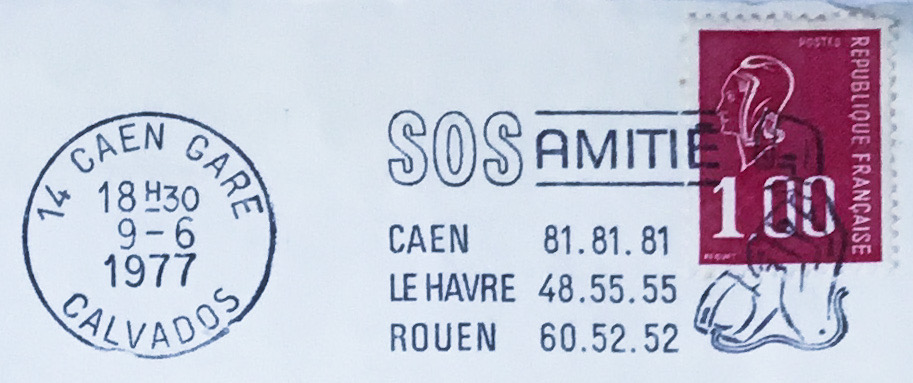 14 CAEN GARE
18H30
9-6
1977
CALVADOS
SOS AMITIE
CAEN 81.81.81
LE HAVRE 48.55.55
ROUEN 60.52.52
POSTES
REPUBLIQUE FRANÇAISE
1,00